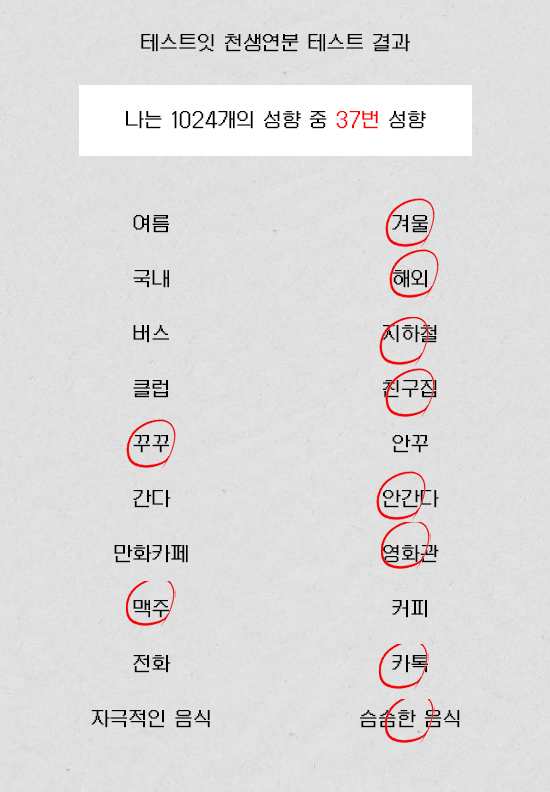 테스트잇 천생연분 테스트 결과
나는 1024개의 성향 중 37번 성향
여름 겨울
국내 해외
버스 지하철
클럽 친구집
꾸꾸 안꾸
간다 안간다
만화카페 영화관
맥주 커피
전화 카톡
자극적인 음식 슴슴한 음식